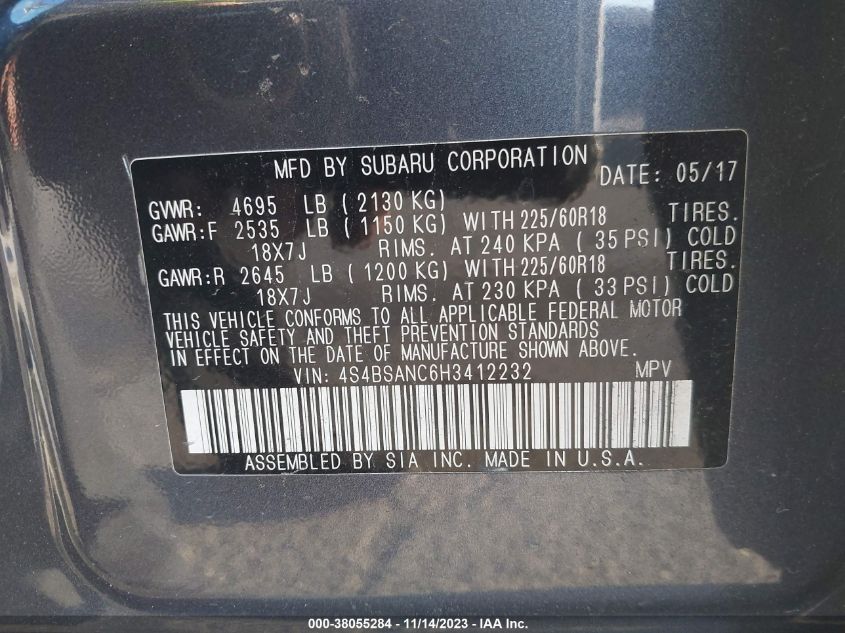 MFD BY SUBARU CORPORATION DATE: 05/17
GVWR: 4695 LB ( 2130 KG)
GAWR:F 2535 LB ( 1150 KG) WITH 225/60R18 TIRES.
18X7J RIMS. AT 240 KPA ( 35 PSI) COLD
GAWR:R 2645 LB ( 1200 KG) WITH 225/60R18 TIRES.
18X7J RIMS. AT 230 KPA ( 33 PSI) COLD
THIS VEHICLE CONFORMS TO ALL APPLICABLE FEDERAL MOTOR
VEHICLE SAFETY AND THEFT PREVENTION STANDARDS
IN EFFECT ON THE DATE OF MANUFACTURE SHOWN ABOVE.
VIN: 4S4BSANC6H3412232 MPV
ASSEMBLED BY SIA INC. MADE IN U.S.A.
000-38055284 - 11/14/2023 - IAA Inc.